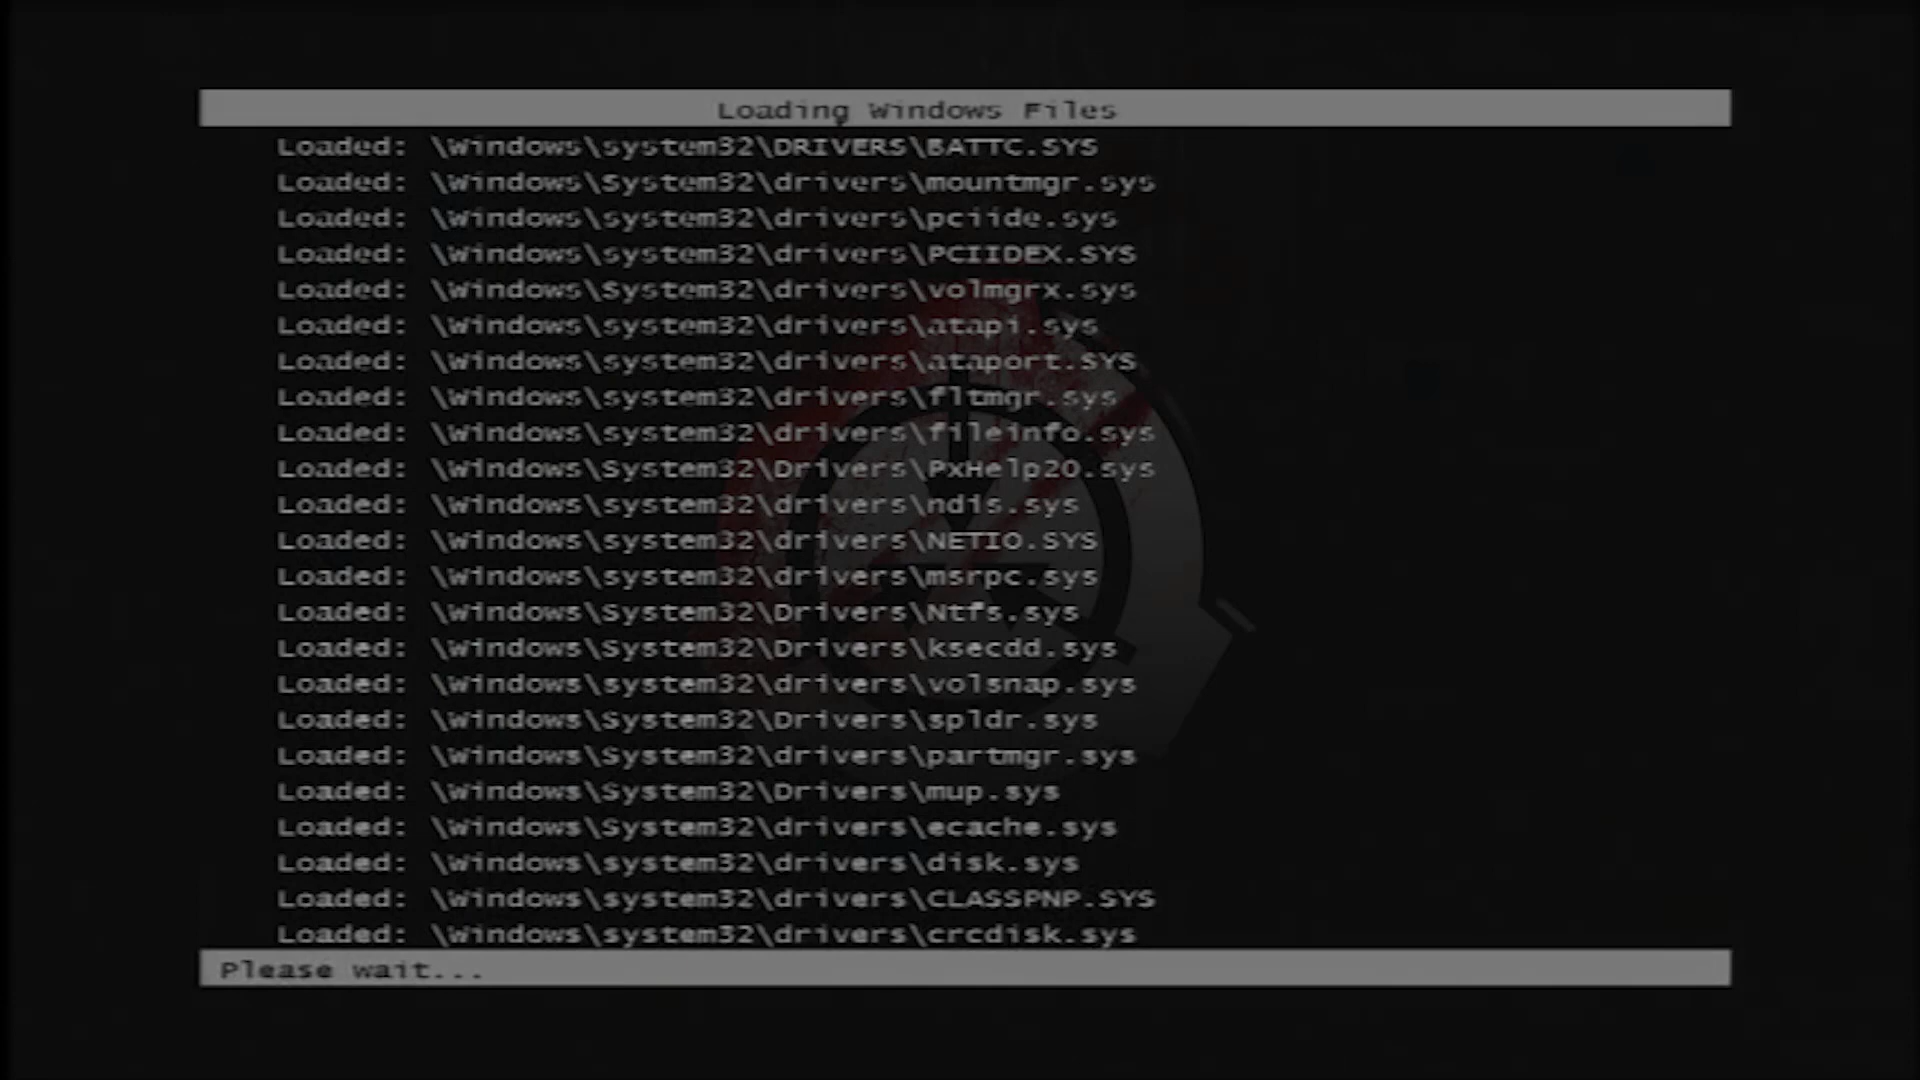 Loading Windows Files
Loaded: \Windows\system32\DRIVERS\BATTC.SYS
Loaded: \Windows\System32\drivers\mountmgr.sys
Loaded: \Windows\system32\drivers\pciide.sys
Loaded: \Windows\system32\drivers\PCIIDEX.SYS
Loaded: \Windows\System32\drivers\volmgrx.sys
Loaded: \Windows\system32\drivers\atapi.sys
Loaded: \Windows\system32\drivers\ataport.SYS
Loaded: \Windows\system32\drivers\fltmgr.sys
Loaded: \Windows\system32\drivers\fileinfo.sys
Loaded: \Windows\System32\Drivers\PxHelp20.sys
Loaded: \Windows\system32\drivers\ndis.sys
Loaded: \Windows\system32\drivers\NETIO.SYS
Loaded: \Windows\system32\drivers\msrpc.sys
Loaded: \Windows\System32\Drivers\Ntfs.sys
Loaded: \Windows\System32\Drivers\ksecdd.sys
Loaded: \Windows\system32\drivers\volsnap.sys
Loaded: \Windows\System32\Drivers\spldr.sys
Loaded: \Windows\System32\drivers\partmgr.sys
Loaded: \Windows\System32\Drivers\mup.sys
Loaded: \Windows\System32\drivers\ecache.sys
Loaded: \Windows\system32\drivers\disk.sys
Loaded: \Windows\system32\drivers\CLASSPNP.SYS
Loaded: \Windows\system32\drivers\crcdisk.sys
Please wait...